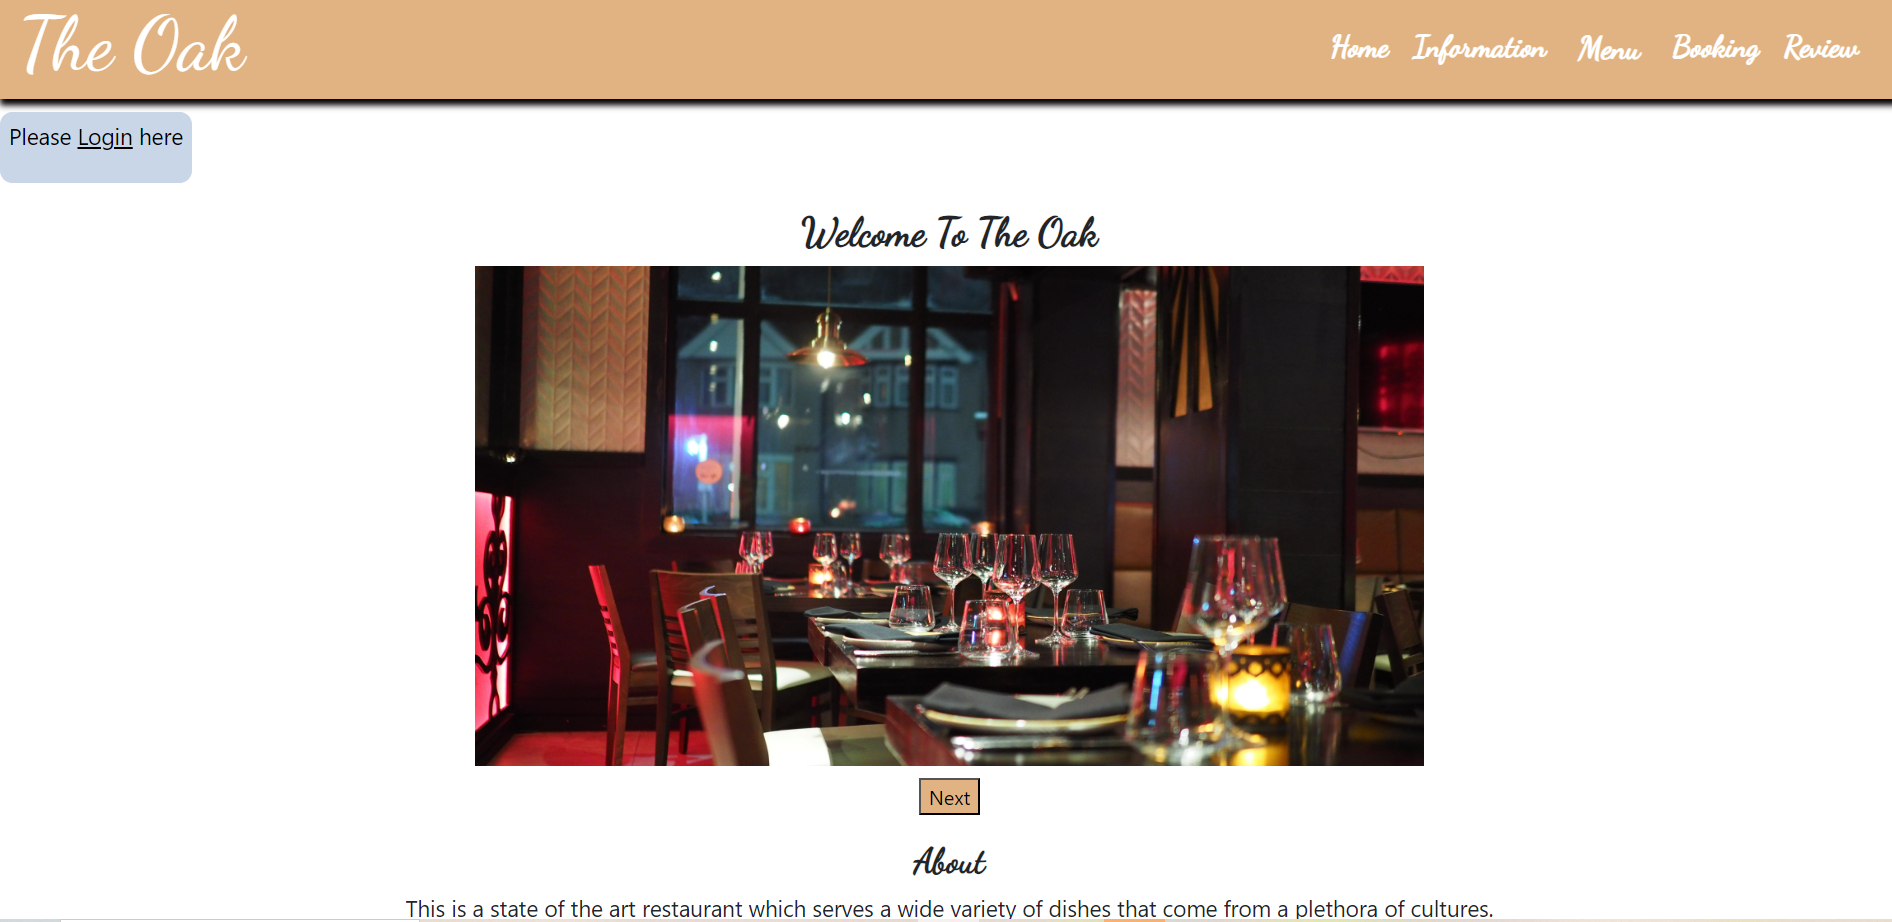 The Oak
Home Information Menu Booking Review
Please Login here
Welcome To The Oak
Next
About
This is a state of the art restaurant which serves a wide variety of dishes that come from a plethora of cultures.